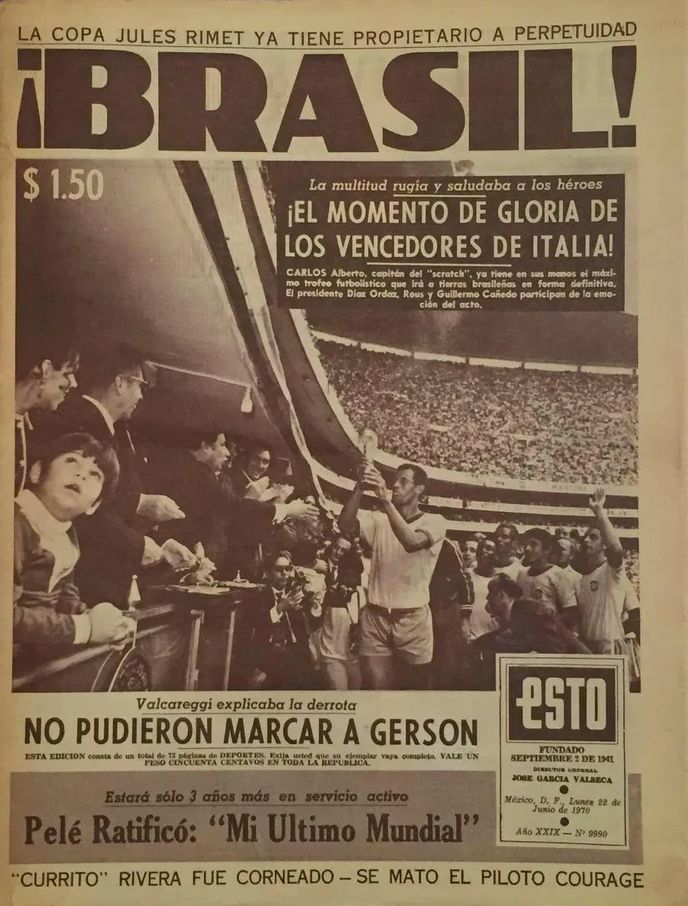 LA COPA JULES RIMET YA TIENE PROPIETARIO A PERPETUIDAD
¡BRASIL!
$ 1.50
La multitud rugía y saludaba a los héroes
¡EL MOMENTO DE GLORIA DE
LOS VENCEDORES DE ITALIA!
CARLOS Alberto, capitán del "scratch", ya tiene en sus manos el máxi-
mo trofeo futbolístico que irá a tierras brasileñas en forma definitiva.
El presidente Díaz Ordaz, Rous y Guillermo Cañedo participan de la emo-
ción del acto.
Valcareggi explicaba la derrota
NO PUDIERON MARCAR A GERSON
ESTA EDICION consta de un total de 72 páginas de DEPORTES. Exija usted que su ejemplar vaya completo. VALE UN
PESO CINCUENTA CENTAVOS EN TODA LA REPUBLICA.
Estará sólo 3 años más en servicio activo
Pelé Ratificó: "Mi Ultimo Mundial"
esto
FUNDADO
SEPTIEMBRE 2 DE 1941
DIRECTOR GENERAL
JOSE GARCIA VALSECA
México, D. F., Lunes 22 de
Junio de 1970
Año XXIX — Nº 9990
"CURRITO" RIVERA FUE CORNEADO – SE MATO EL PILOTO COURAGE